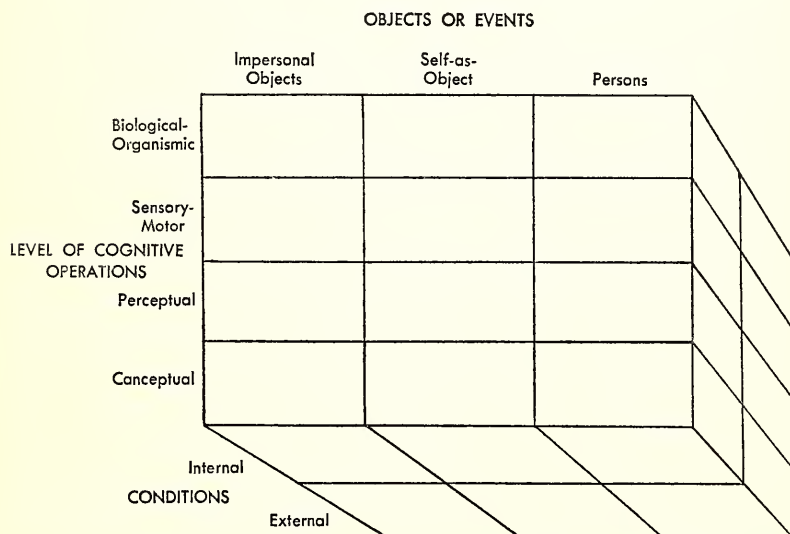 OBJECTS OR EVENTS
Impersonal Objects
Self-as-Object
Persons
Biological-
Organismic
Sensory-
Motor
LEVEL OF COGNITIVE
OPERATIONS
Perceptual
Canceptual
Internal
CONDITIONS
External